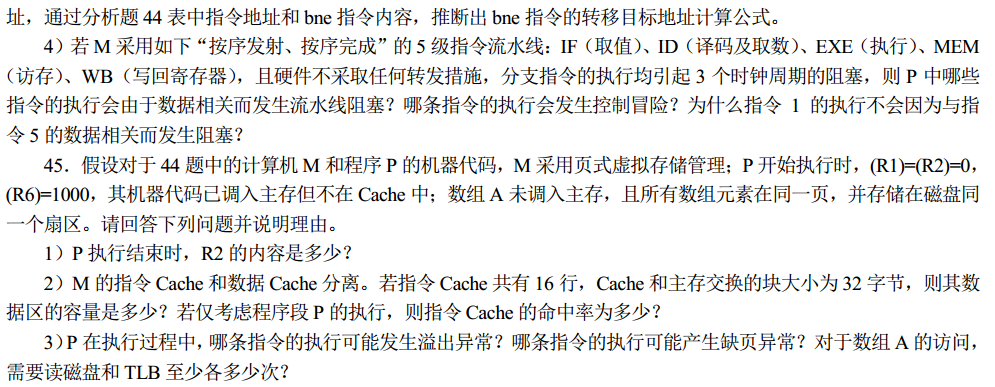 址，通过分析题 44 表中指令地址和 bne 指令内容，推断出 bne 指令的转移目标地址计算公式。
4）若 M 采用如下“按序发射、按序完成”的 5 级指令流水线：IF（取值）、ID（译码及取数）、EXE（执行）、MEM
（访存）、WB（写回寄存器），且硬件不采取任何转发措施，分支指令的执行均引起 3 个时钟周期的阻塞，则 P 中哪些
指令的执行会由于数据相关而发生流水线阻塞？哪条指令的执行会发生控制冒险？为什么指令 1 的执行不会因为与指
令 5 的数据相关而发生阻塞？
45．假设对于 44 题中的计算机 M 和程序 P 的机器代码，M 采用页式虚拟存储管理；P 开始执行时，(R1)=(R2)=0，
(R6)=1000，其机器代码已调入主存但不在 Cache 中；数组 A 未调入主存，且所有数组元素在同一页，并存储在磁盘同
一个扇区。请回答下列问题并说明理由。
1）P 执行结束时，R2 的内容是多少？
2）M 的指令 Cache 和数据 Cache 分离。若指令 Cache 共有 16 行，Cache 和主存交换的块大小为 32 字节，则其数
据区的容量是多少？若仅考虑程序段 P 的执行，则指令 Cache 的命中率为多少？
3）P 在执行过程中，哪条指令的执行可能发生溢出异常？哪条指令的执行可能产生缺页异常？对于数组 A 的访问，
需要读磁盘和 TLB 至少各多少次？